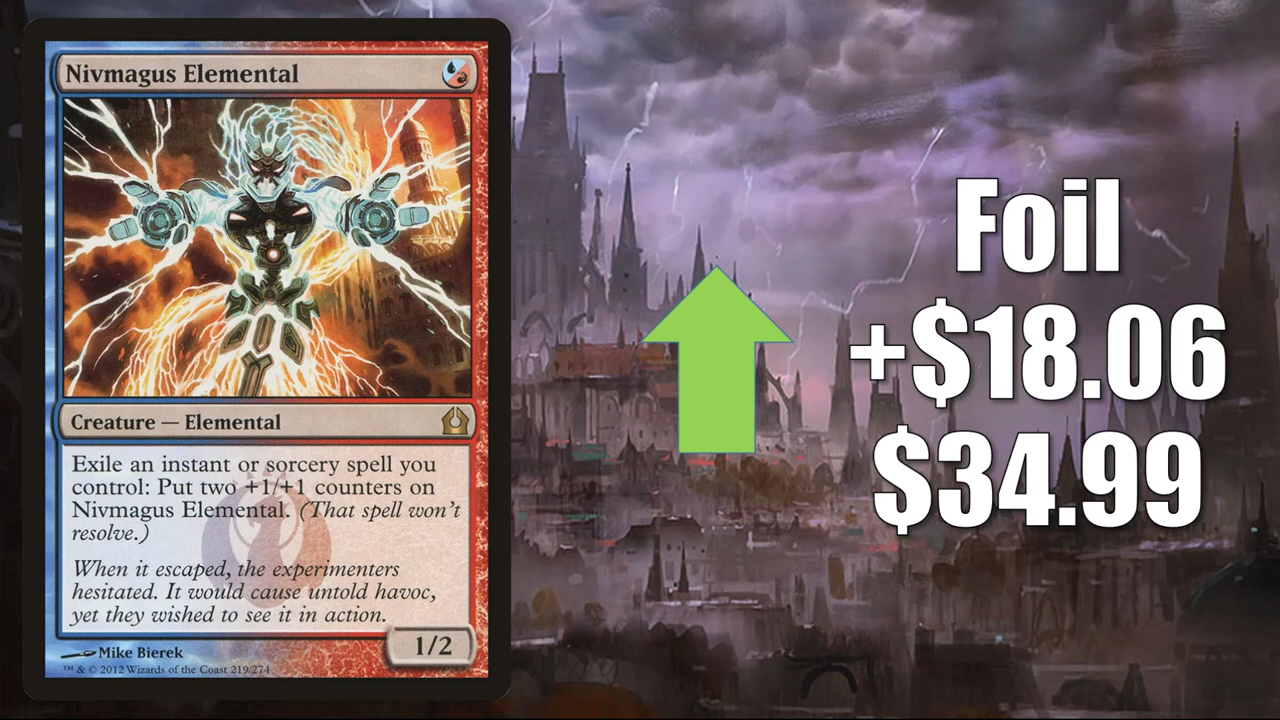 Nivmagus Elemental
Creature — Elemental
Exile an instant or sorcery spell you
control: Put two +1/+1 counters on
Nivmagus Elemental. (That spell won't
resolve.)
When it escaped, the experimenters
hesitated. It would cause untold havoc,
yet they wished to see it in action.
1/2
Mike Bierek
™ & © 2012 Wizards of the Coast 219/274
Foil
+$18.06
$34.99